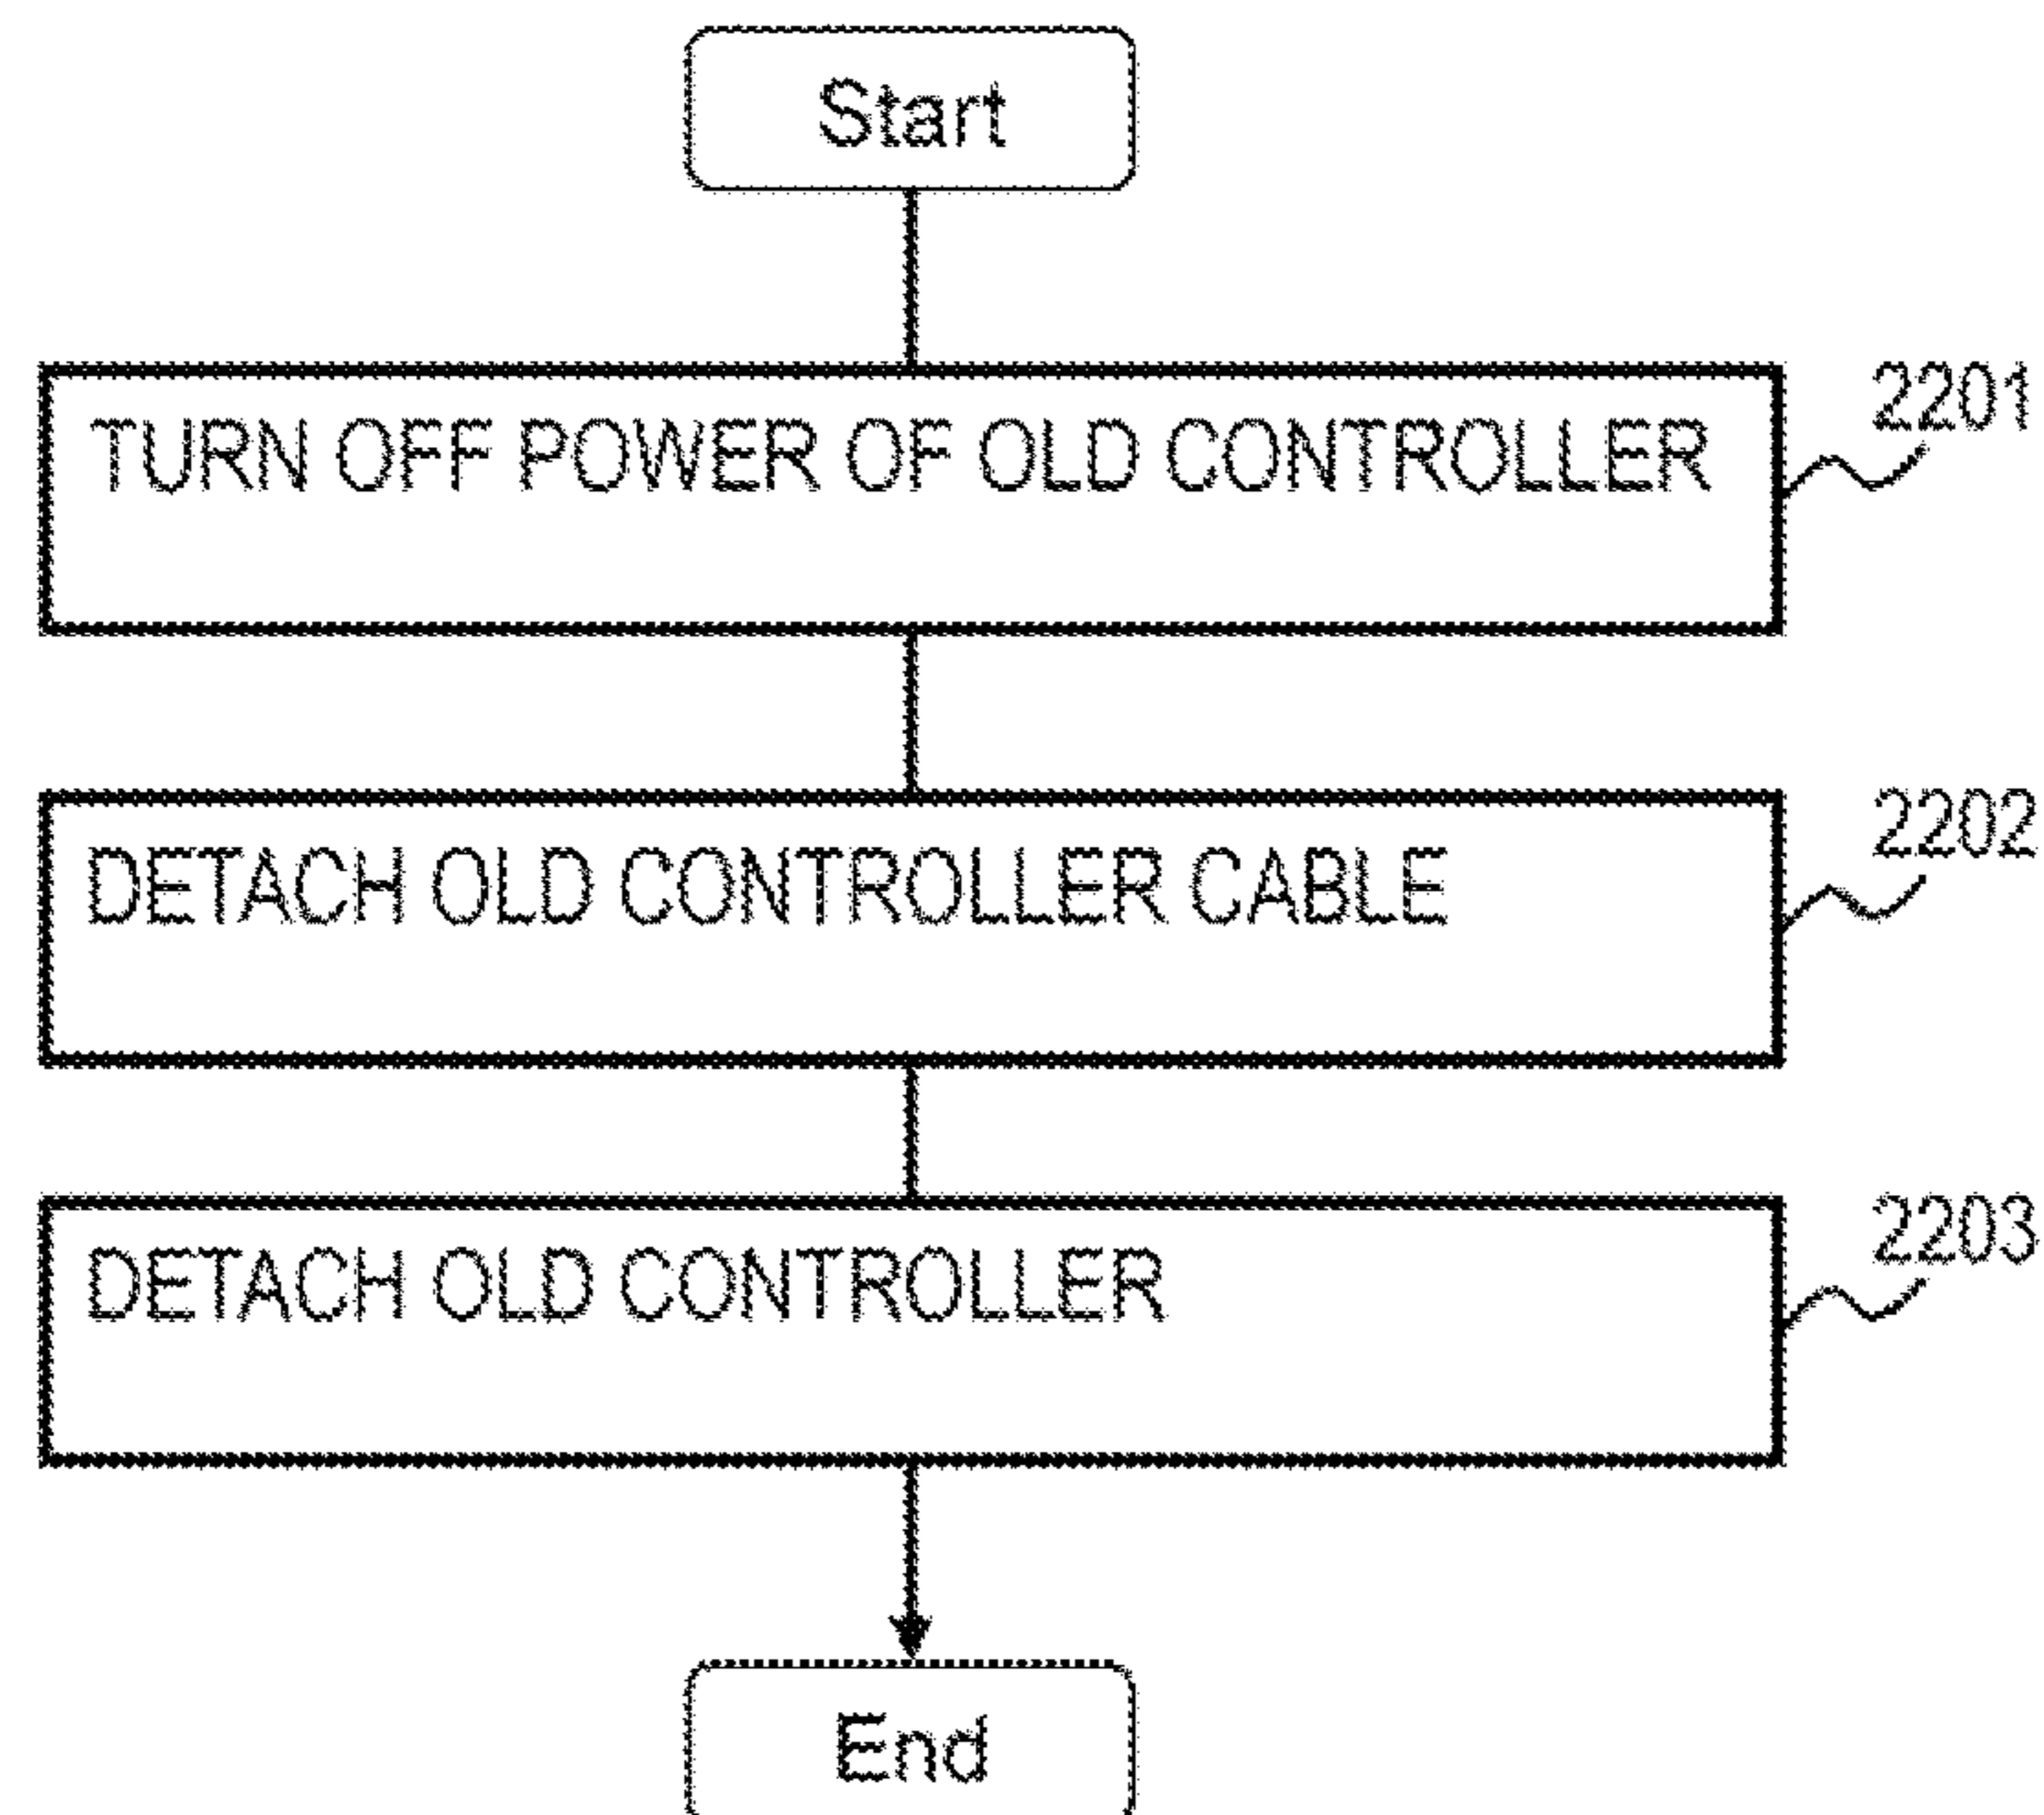 Start
TURN OFF POWER OF OLD CONTROLLER
2201
DETACH OLD CONTROLLER CABLE
2202
DETACH OLD CONTROLLER
2203
End